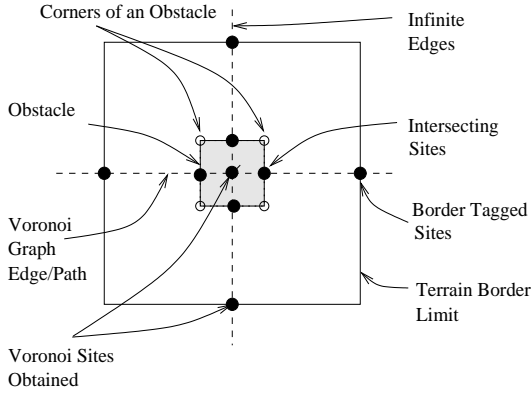 Corners of an Obstacle
Infinite
Edges
Obstacle
Intersecting
Sites
Voronoi
Graph
Edge/Path
Border Tagged
Sites
Terrain Border
Limit
Voronoi Sites
Obtained